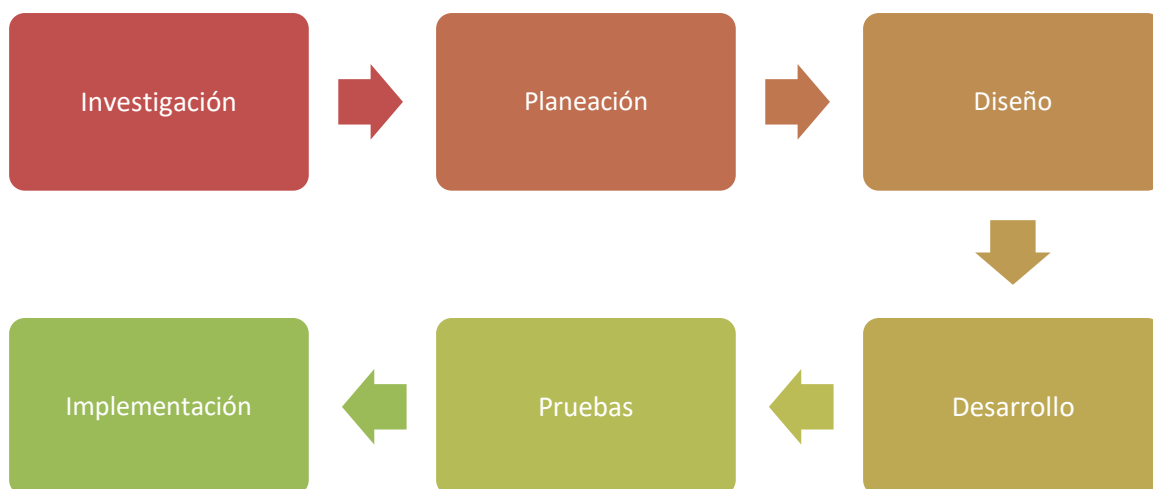 Investigación
Planeación
Diseño
Desarrollo
Pruebas
Implementación